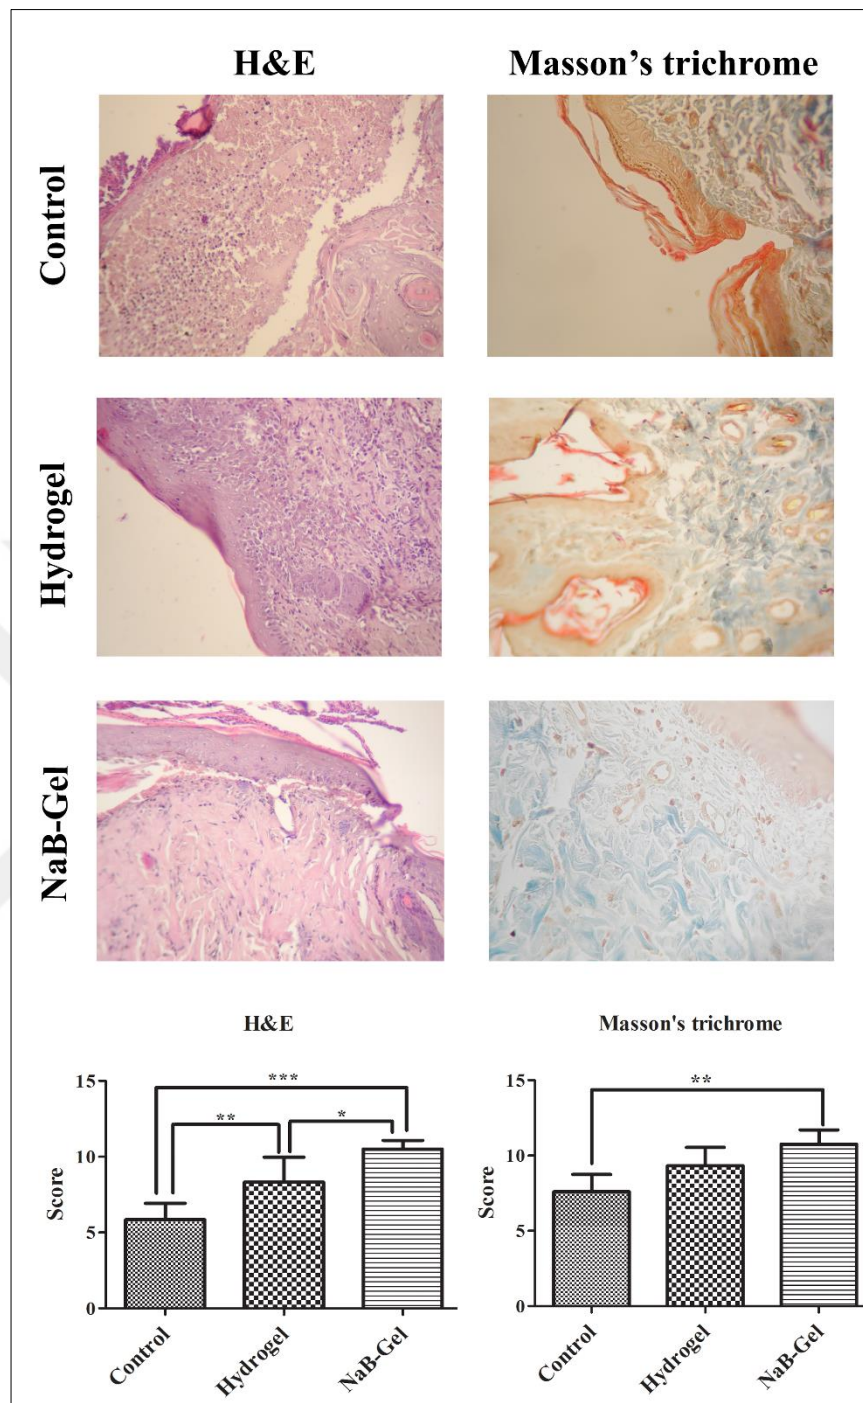 H&E
Masson’s trichrome
Control
Hydrogel
NaB-Gel
H&E
15
10
5
0
Score
***
**
*
Control
Hydrogel
NaB-Gel
Masson's trichrome
15
10
5
0
Score
**
Control
Hydrogel
NaB-Gel